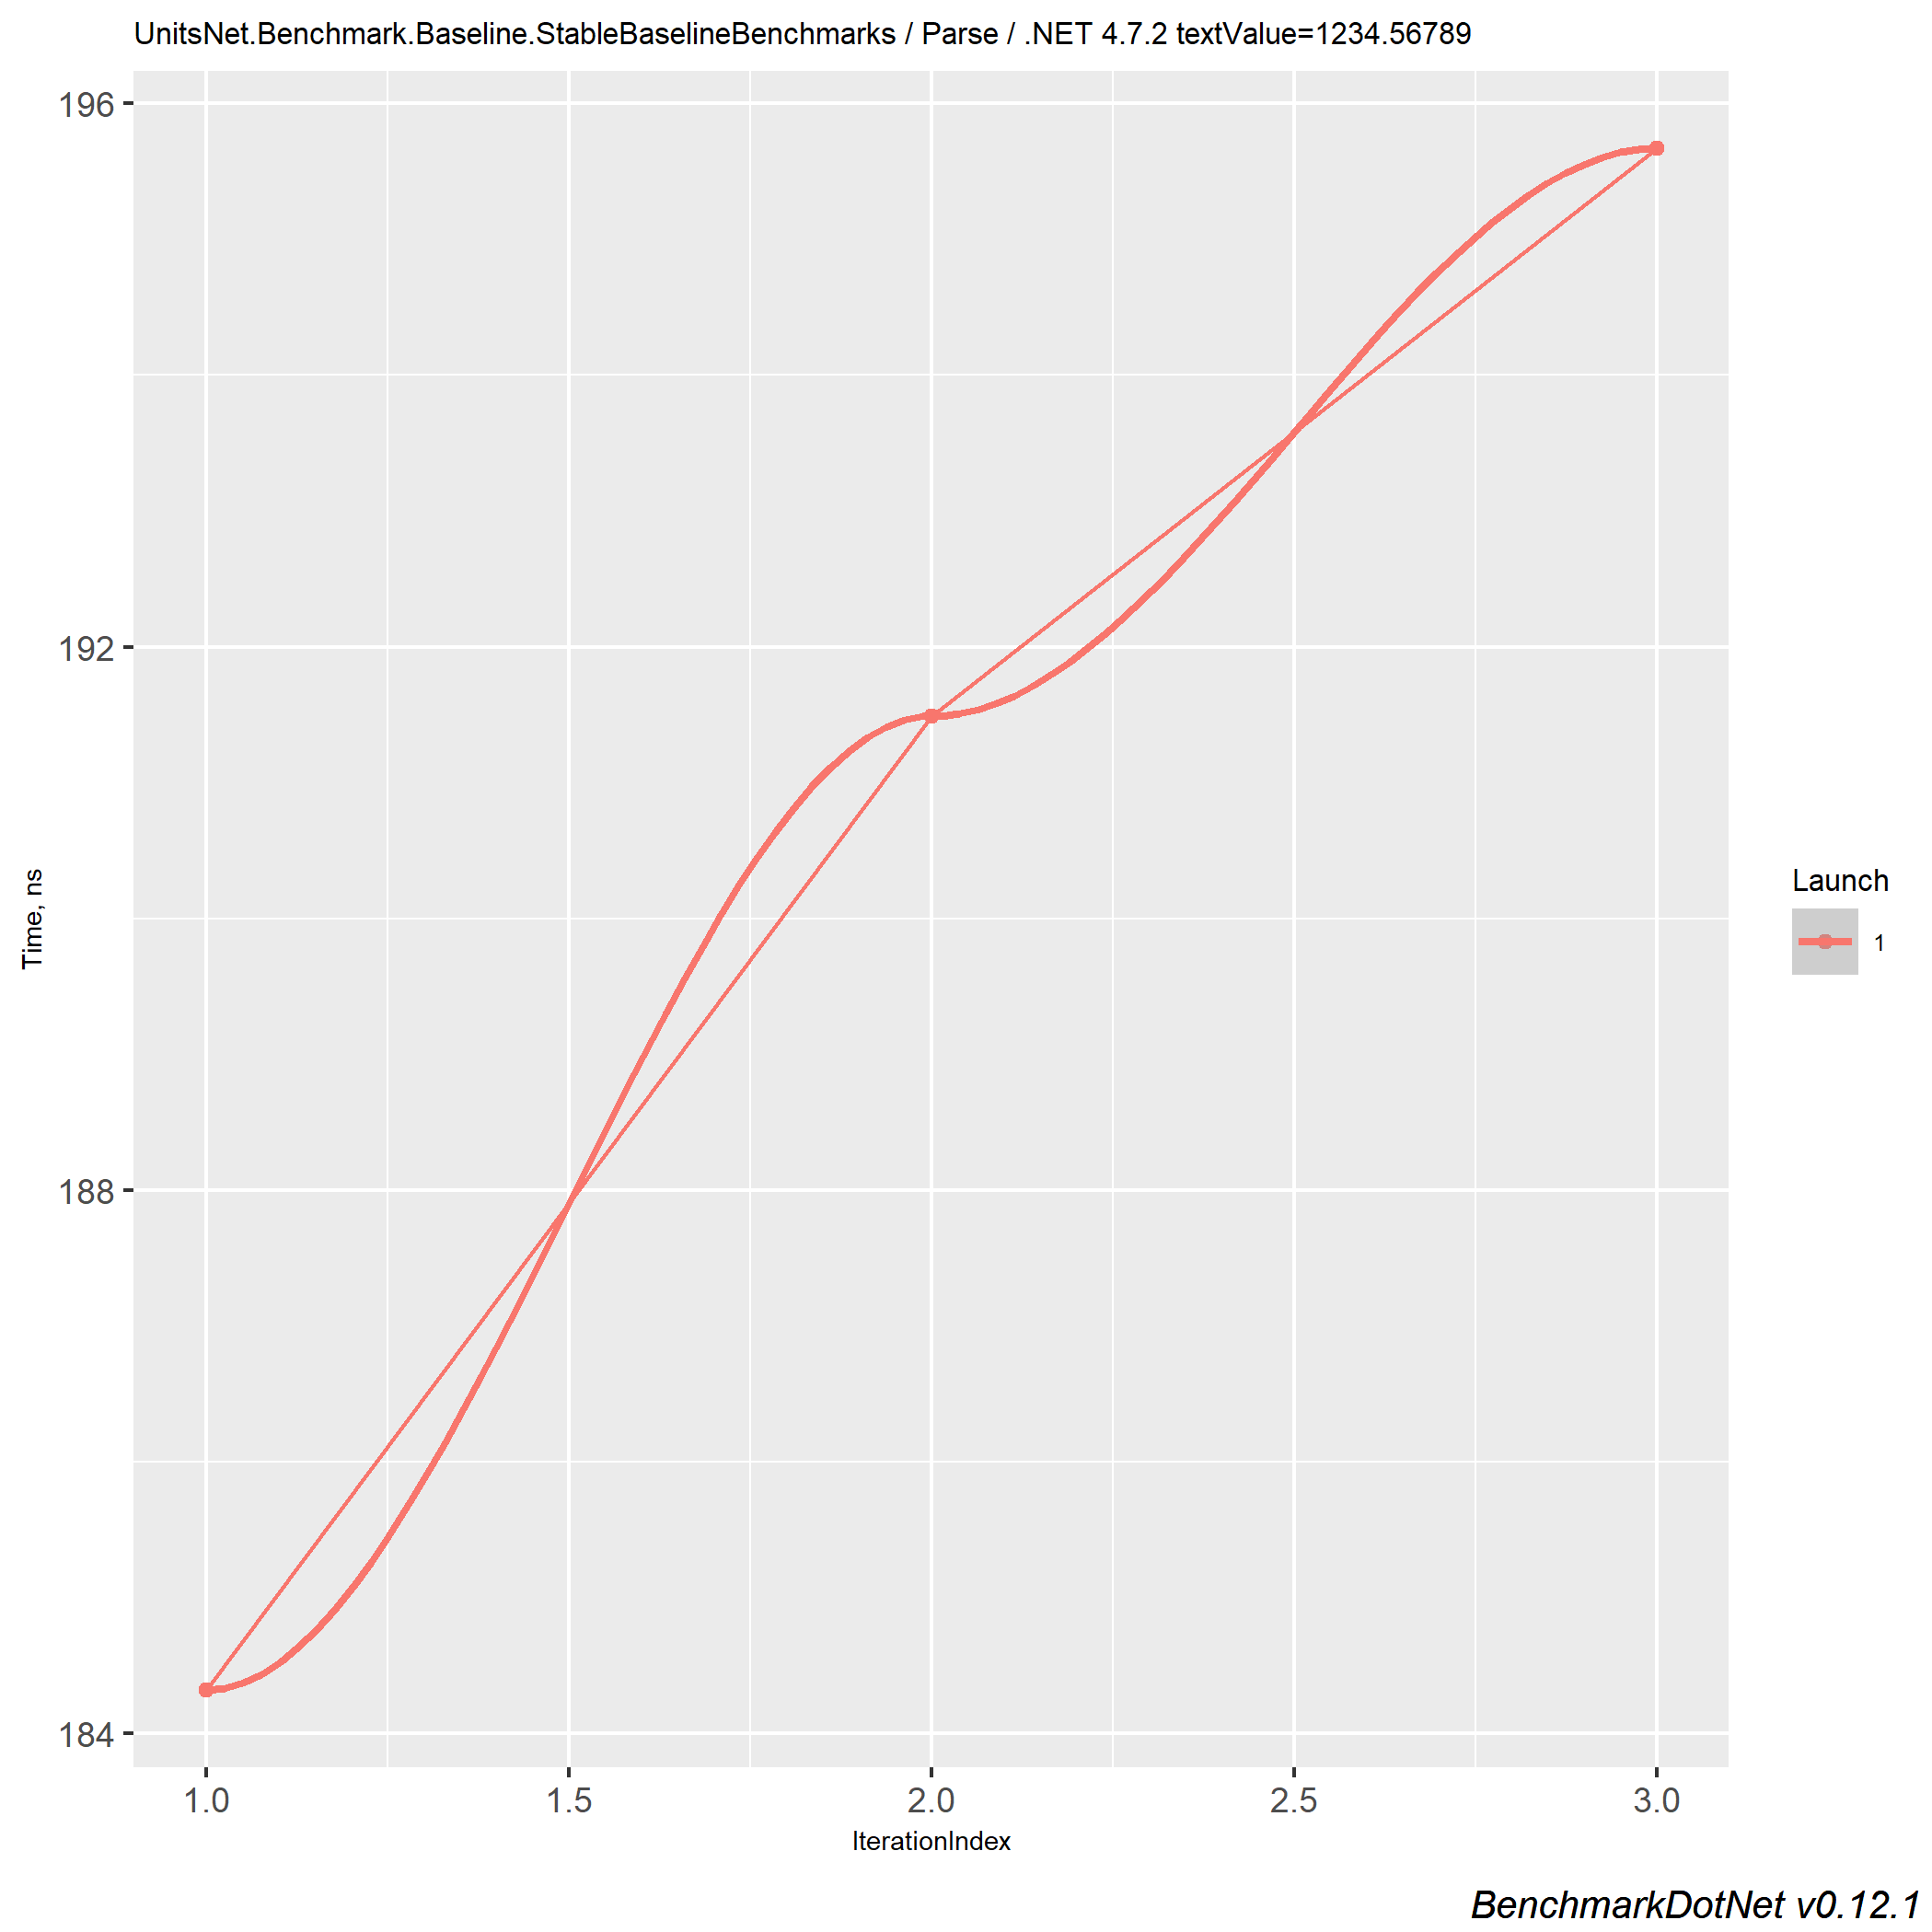 UnitsNet.Benchmark.Baseline.StableBaselineBenchmarks / Parse / .NET 4.7.2 textValue=1234.56789
196
192
188
184
Time, ns
1.0 1.5 2.0 2.5 3.0
IterationIndex
Launch
1
BenchmarkDotNet v0.12.1